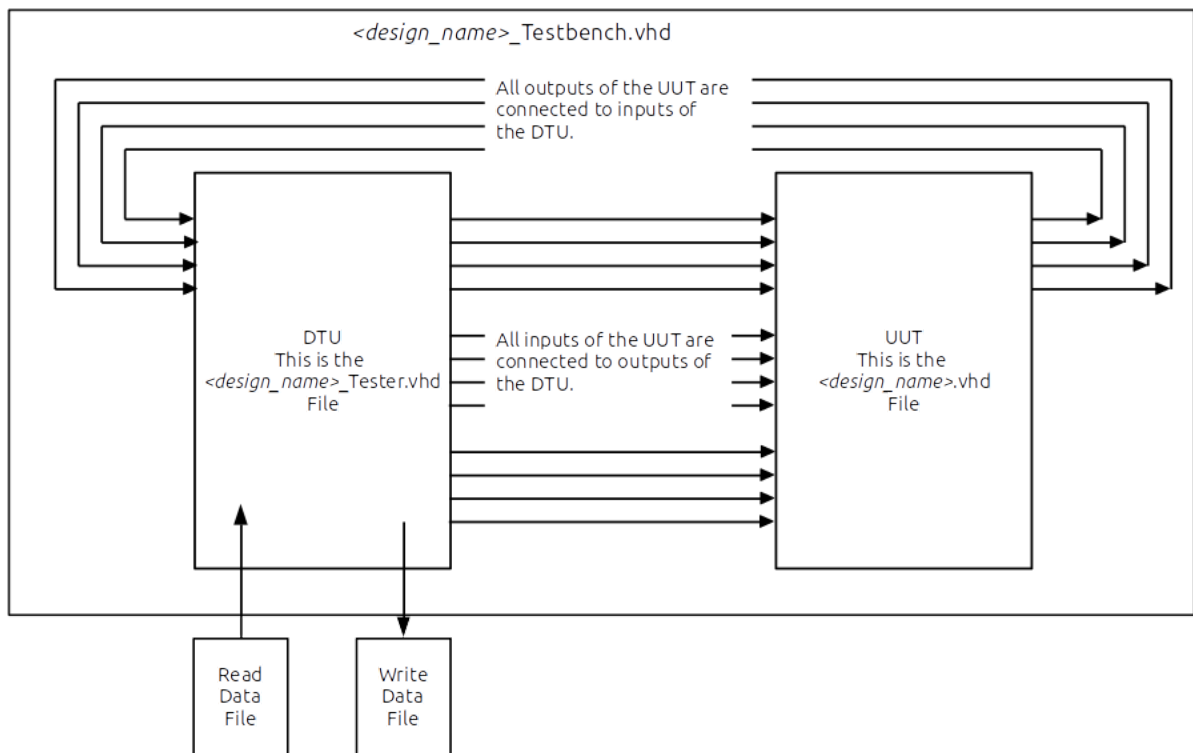 <design_name>_Testbench.vhd
All outputs of the UUT are
connected to inputs of
the DTU.
DTU
This is the
<design_name>_Tester.vhd
File
All inputs of the UUT are
connected to outputs of
the DTU.
UUT
This is the
<design_name>.vhd
File
Read
Data
File
Write
Data
File